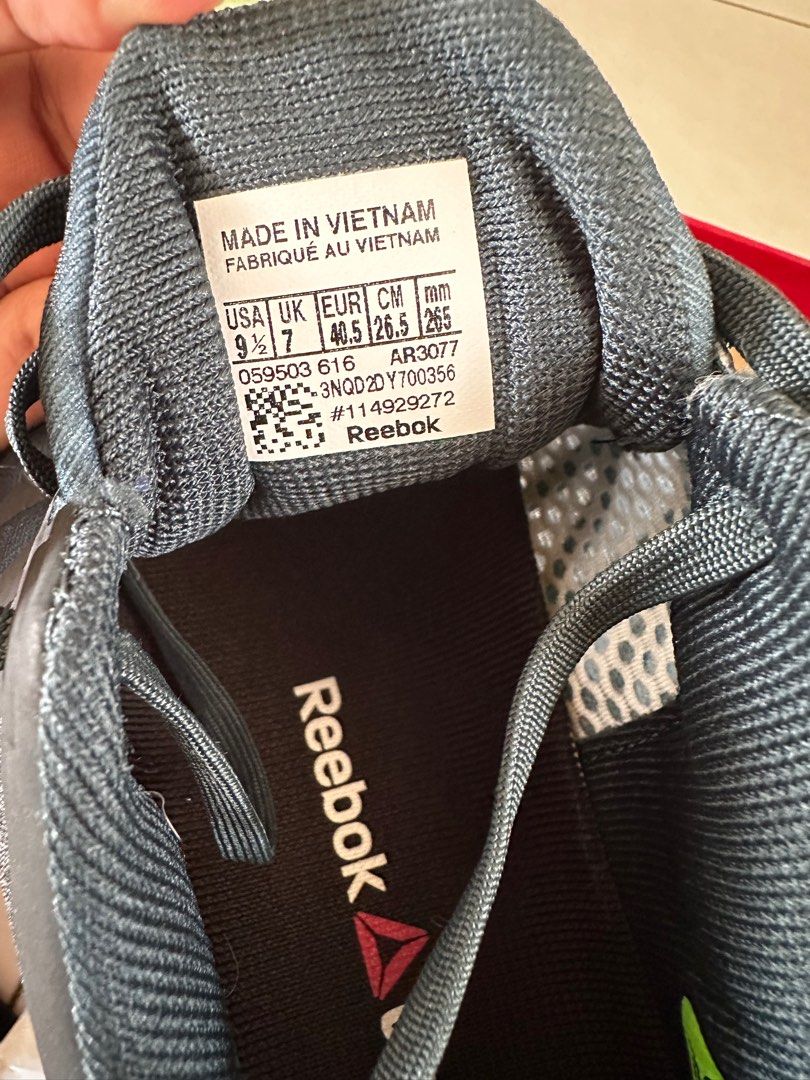 MADE IN VIETNAM
FABRIQUÉ AU VIETNAM
USA UK EUR CM mm
9 ½ 7 40.5 26.5 265
059503 616 AR3077
3NQD2DY700356
#114929272
Reebok
Reebok